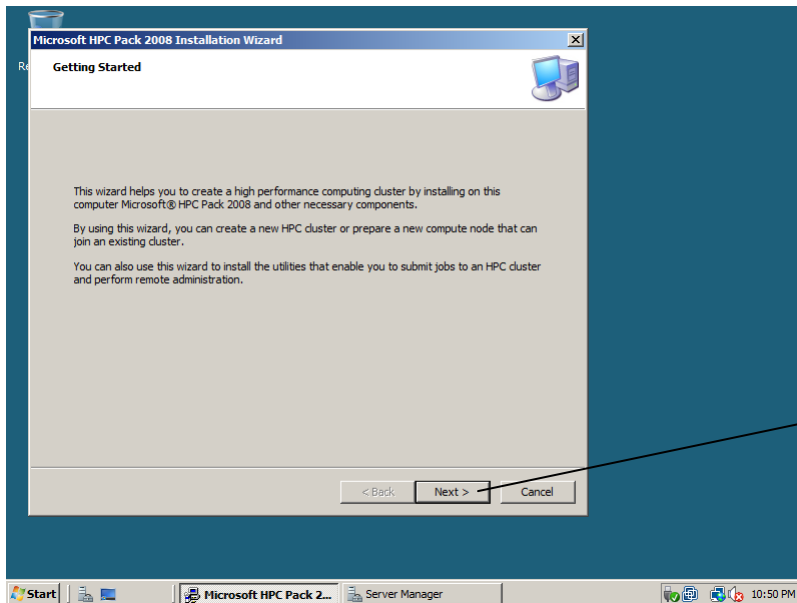 Microsoft HPC Pack 2008 Installation Wizard
Re
Getting Started
This wizard helps you to create a high performance computing cluster by installing on this
computer Microsoft® HPC Pack 2008 and other necessary components.
By using this wizard, you can create a new HPC cluster or prepare a new compute node that can
join an existing cluster.
You can also use this wizard to install the utilities that enable you to submit jobs to an HPC cluster
and perform remote administration.
< Back
Next >
Cancel
Start
Microsoft HPC Pack 2...
Server Manager
10:50 PM